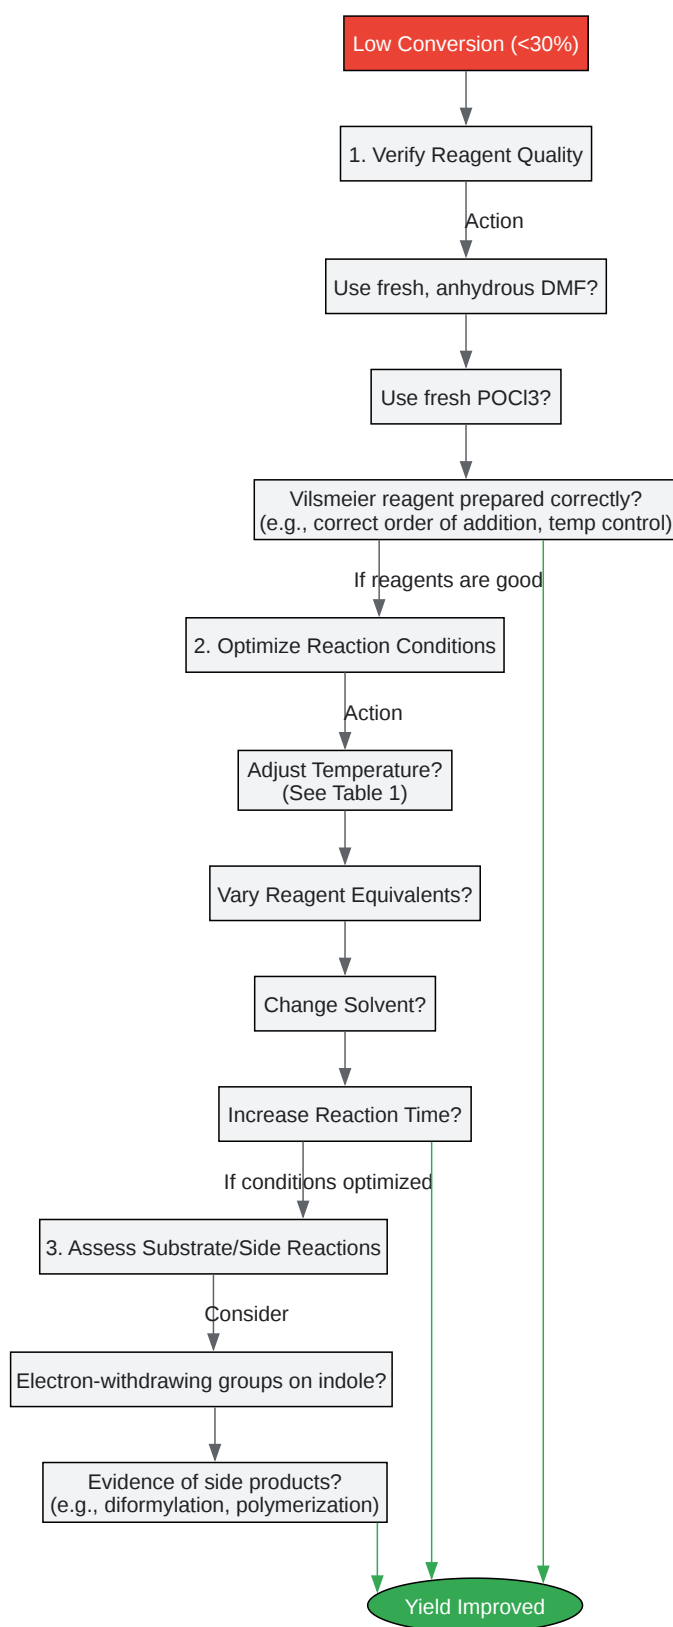 Low Conversion (<30%)
1. Verify Reagent Quality
Action
Use fresh, anhydrous DMF?
Use fresh POCl3?
Vilsmeier reagent prepared correctly?
(e.g., correct order of addition, temp control)
If reagents are good
2. Optimize Reaction Conditions
Action
Adjust Temperature?
(See Table 1)
Vary Reagent Equivalents?
Change Solvent?
Increase Reaction Time?
If conditions optimized
3. Assess Substrate/Side Reactions
Consider
Electron-withdrawing groups on indole?
Evidence of side products?
(e.g., diformylation, polymerization)
Yield Improved